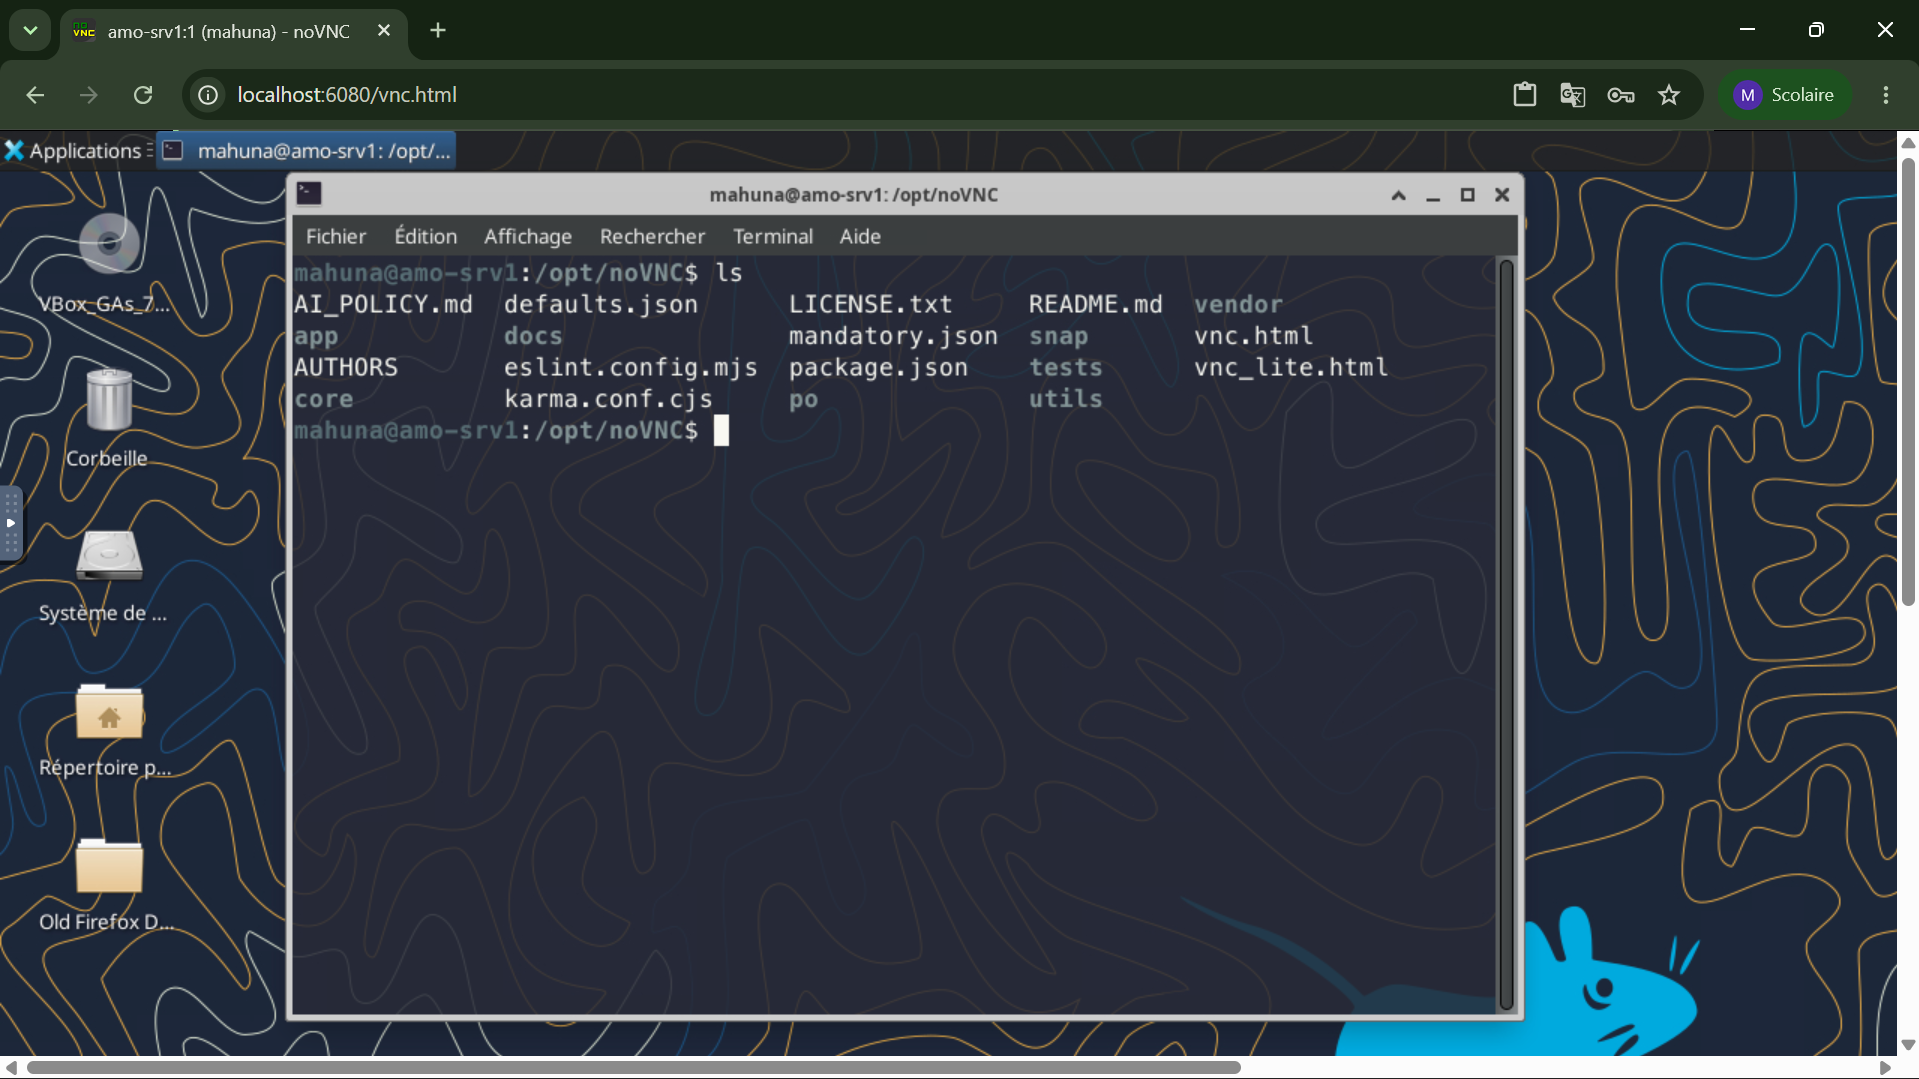 amo-srv1:1 (mahuna) - noVNC
localhost:6080/vnc.html
M Scolaire
Applications
mahuna@amo-srv1: /opt/...
mahuna@amo-srv1: /opt/noVNC
Fichier Édition Affichage Rechercher Terminal Aide
mahuna@amo-srv1:/opt/noVNC$ ls
AI_POLICY.md defaults.json LICENSE.txt README.md vendor
app docs mandatory.json snap vnc.html
AUTHORS eslint.config.mjs package.json tests vnc_lite.html
core karma.conf.cjs po utils
mahuna@amo-srv1:/opt/noVNC$
VBox_GAs_7...
Corbeille
Système de ...
Répertoire p...
Old Firefox D...